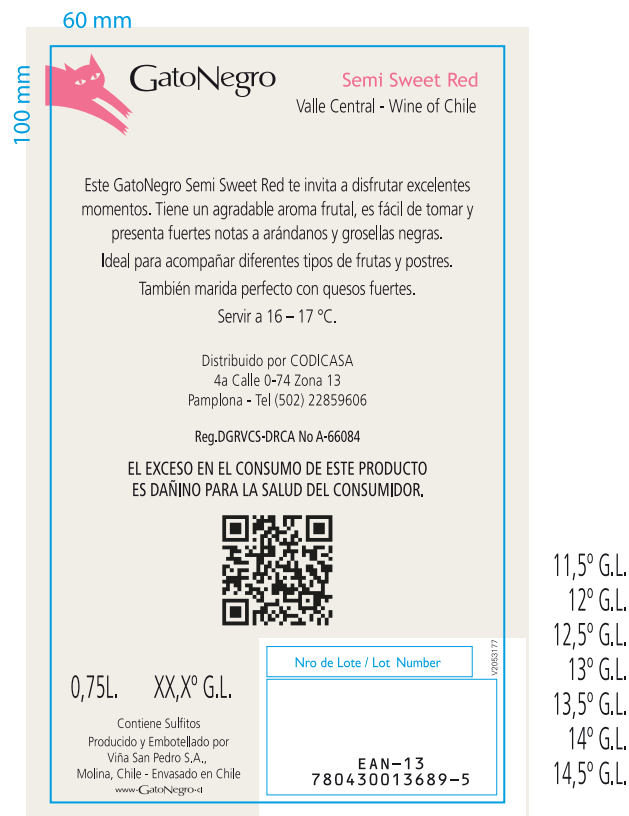 60 mm
100 mm
GatoNegro
Semi Sweet Red
Valle Central - Wine of Chile
Este GatoNegro Semi Sweet Red te invita a disfrutar excelentes
momentos. Tiene un agradable aroma frutal, es fácil de tomar y
presenta fuertes notas a arándanos y grosellas negras.
Ideal para acompañar diferentes tipos de frutas y postres.
También marida perfecto con quesos fuertes.
Servir a 16 – 17 °C.
Distribuido por CODICASA
4a Calle 0-74 Zona 13
Pamplona - Tel (502) 22859606
Reg.DGRVCS-DRCA No A-66084
EL EXCESO EN EL CONSUMO DE ESTE PRODUCTO
ES DAÑINO PARA LA SALUD DEL CONSUMIDOR.
0,75L. XX,Xº G.L.
Contiene Sulfitos
Producido y Embotellado por
Viña San Pedro S.A.,
Molina, Chile - Envasado en Chile
www.GatoNegro.cl
Nro de Lote / Lot Number
V2053177
EAN-13
780430013689-5
11,5º G.L.
12º G.L.
12,5º G.L.
13º G.L.
13,5º G.L.
14º G.L.
14,5º G.L.